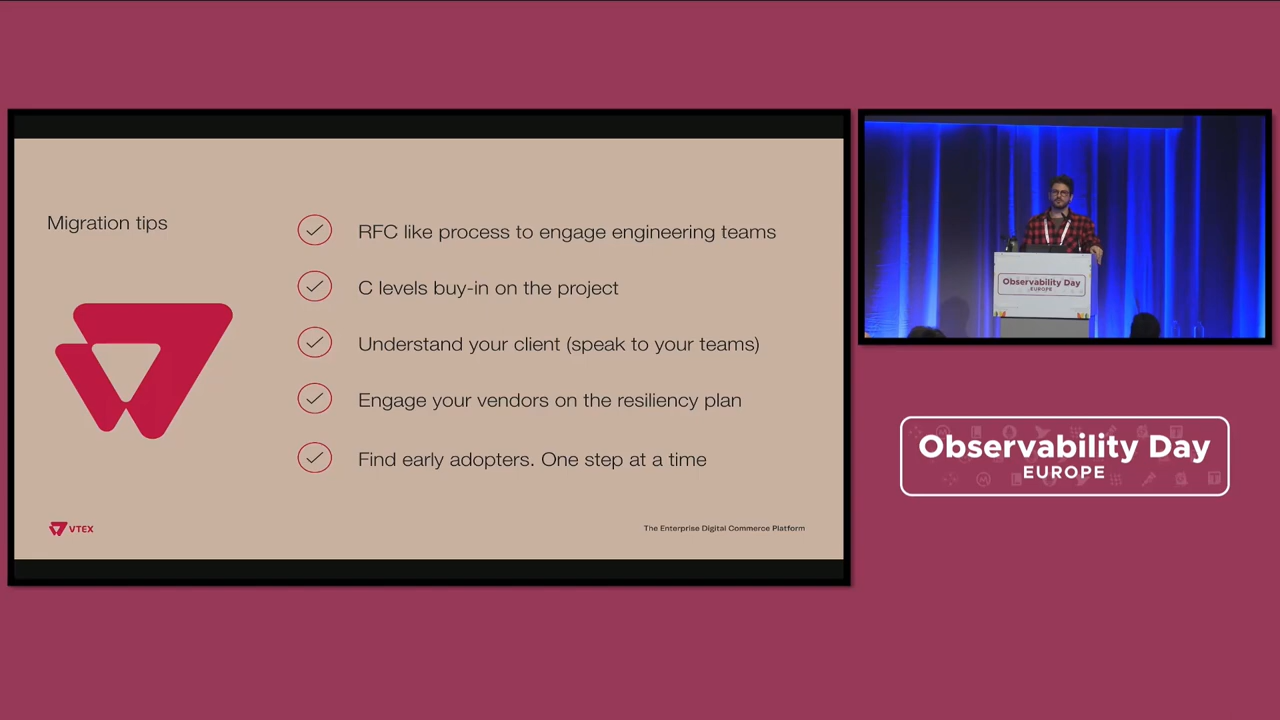 Migration tips
RFC like process to engage engineering teams
C levels buy-in on the project
Understand your client (speak to your teams)
Engage your vendors on the resiliency plan
Find early adopters. One step at a time
VTEX
The Enterprise Digital Commerce Platform
Observability Day
EUROPE
Observability Day
EUROPE